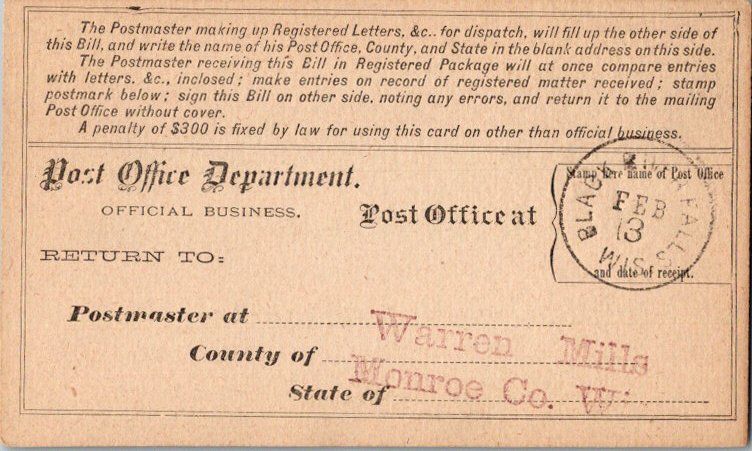 The Postmaster making up Registered Letters, &c., for dispatch, will fill up the other side of
this Bill, and write the name of his Post Office, County, and State in the blank address on this side.
The Postmaster receiving this Bill in Registered Package will at once compare entries
with letters, &c., inclosed; make entries on record of registered matter received; stamp
postmark below; sign this Bill on other side, noting any errors, and return it to the mailing
Post Office without cover.
A penalty of $300 is fixed by law for using this card on other than official business.
Post Office Department.
OFFICIAL BUSINESS.
Post Office at
Stamp here name of Post Office
and date of receipt.
BLACK RIVER FALLS
FEB
13
WIS
RETURN TO:
Postmaster at
Warren Mills
County of
Monroe Co. Wi
State of